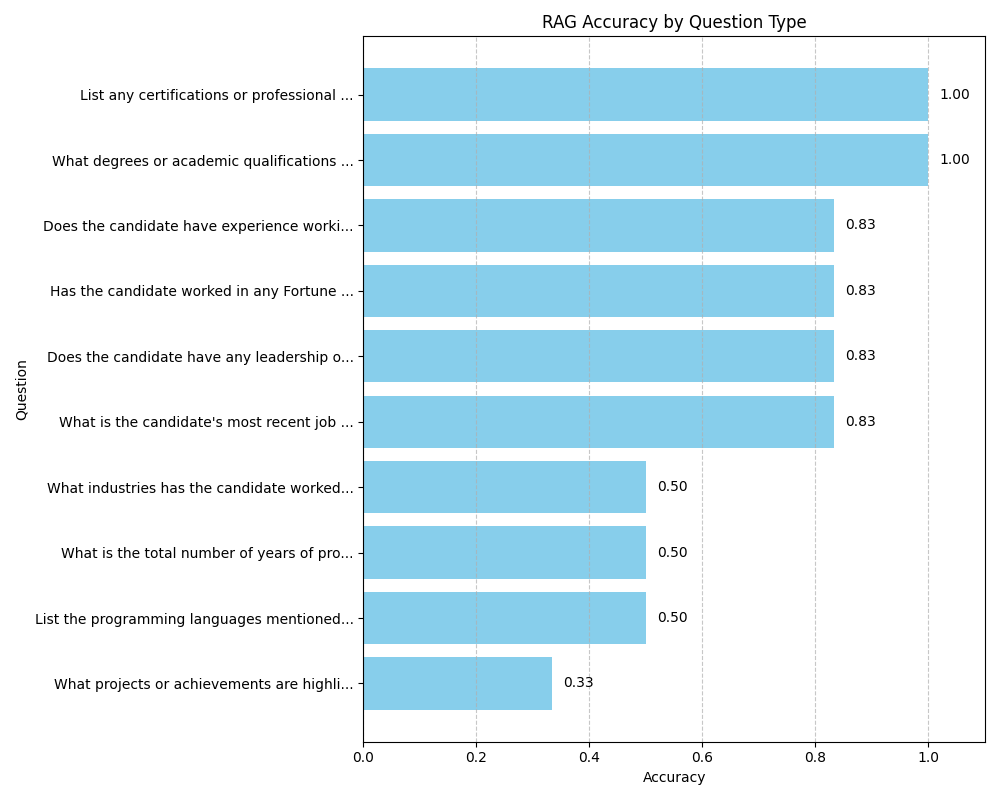 RAG Accuracy by Question Type
List any certifications or professional ...
1.00
What degrees or academic qualifications ...
1.00
Does the candidate have experience worki...
0.83
Has the candidate worked in any Fortune ...
0.83
Does the candidate have any leadership o...
0.83
What is the candidate's most recent job ...
0.83
What industries has the candidate worked...
0.50
What is the total number of years of pro...
0.50
List the programming languages mentioned...
0.50
What projects or achievements are highli...
0.33
Question
0.0 0.2 0.4 0.6 0.8 1.0
Accuracy